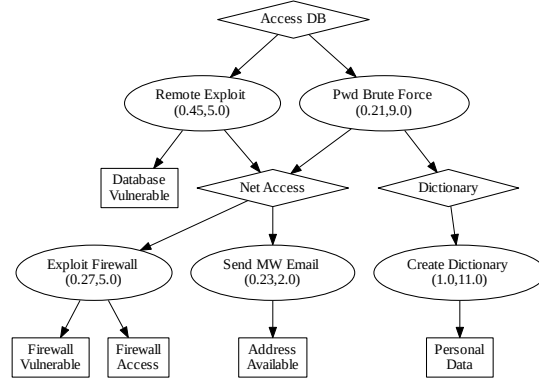 Access DB
Remote Exploit
(0.45,5.0)
Pwd Brute Force
(0.21,9.0)
Database
Vulnerable
Net Access
Dictionary
Exploit Firewall
(0.27,5.0)
Send MW Email
(0.23,2.0)
Create Dictionary
(1.0,11.0)
Firewall
Vulnerable
Firewall
Access
Address
Available
Personal
Data